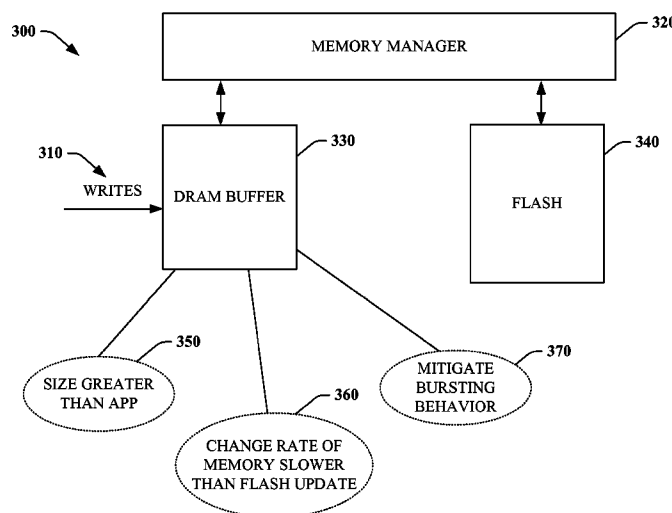 300
MEMORY MANAGER
320
310
WRITES
DRAM BUFFER
330
FLASH
340
SIZE GREATER
THAN APP
350
CHANGE RATE OF
MEMORY SLOWER
THAN FLASH UPDATE
360
MITIGATE
BURSTING
BEHAVIOR
370